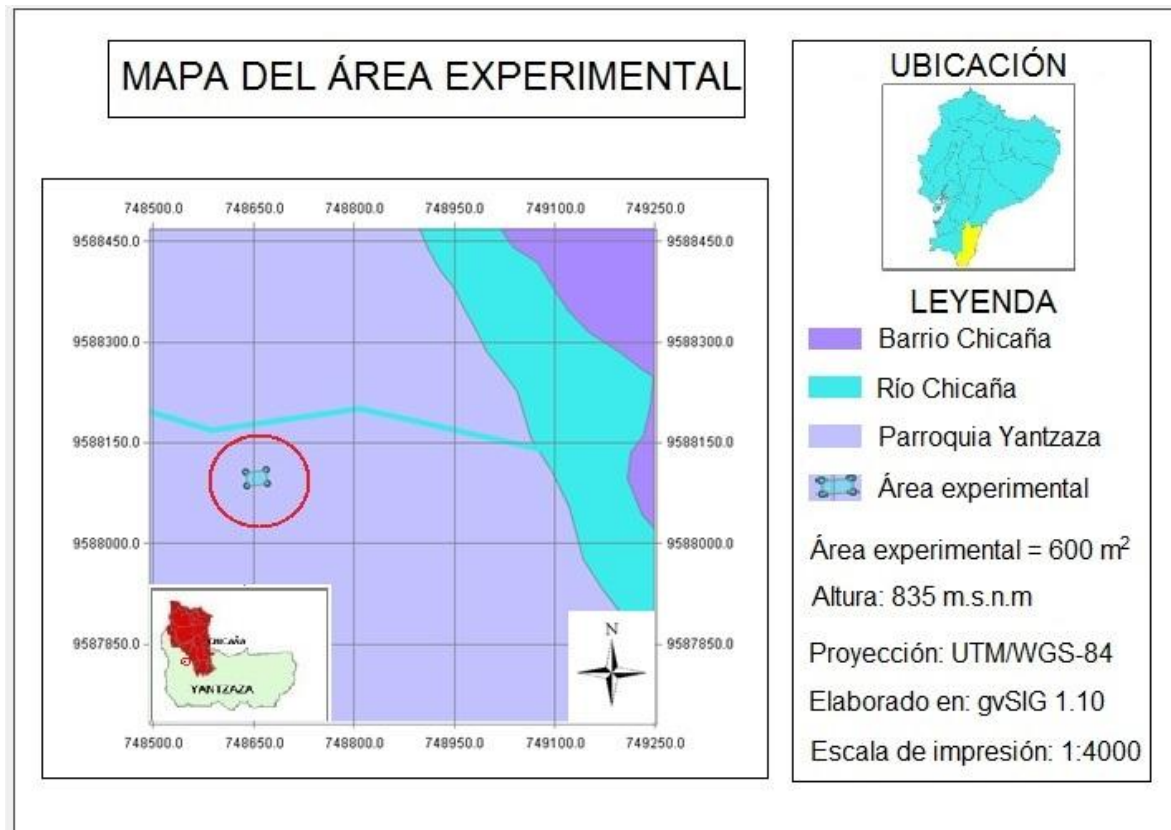 MAPA DEL ÁREA EXPERIMENTAL
748500.0 748650.0 748800.0 748950.0 749100.0 749250.0
9588450.0 9588450.0
9588300.0 9588300.0
9588150.0 9588150.0
9588000.0 9588000.0
9587850.0 9587850.0
CHICAÑA
YANTZAZA
N
748500.0 748650.0 748800.0 748950.0 749100.0 749250.0
UBICACIÓN
LEYENDA
Barrio Chicaña
Río Chicaña
Parroquia Yantzaza
Área experimental
Área experimental = 600 m²
Altura: 835 m.s.n.m
Proyección: UTM/WGS-84
Elaborado en: gvSIG 1.10
Escala de impresión: 1:4000